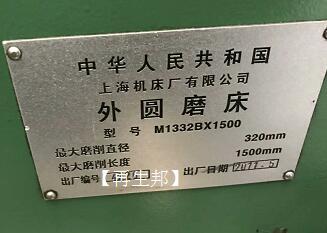 中华人民共和国
上海机床厂有限公司
外圆磨床
型号 M1332BX1500
最大磨削直径 320mm
最大磨削长度 1500mm
出厂编号 出厂日期 2011.5
【再生邦】